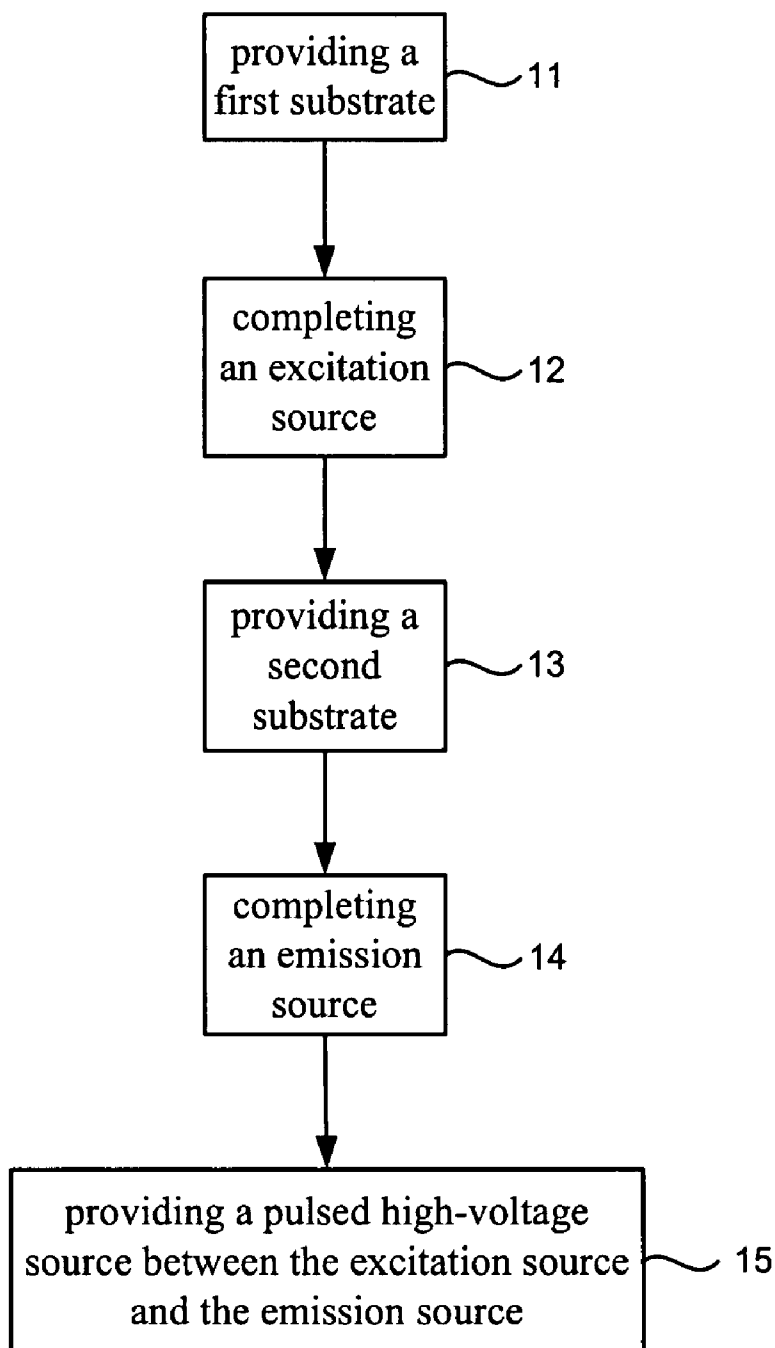 providing a
first substrate
11
completing
an excitation
source
12
providing a
second
substrate
13
completing
an emission
source
14
providing a pulsed high-voltage
source between the excitation source
and the emission source
15